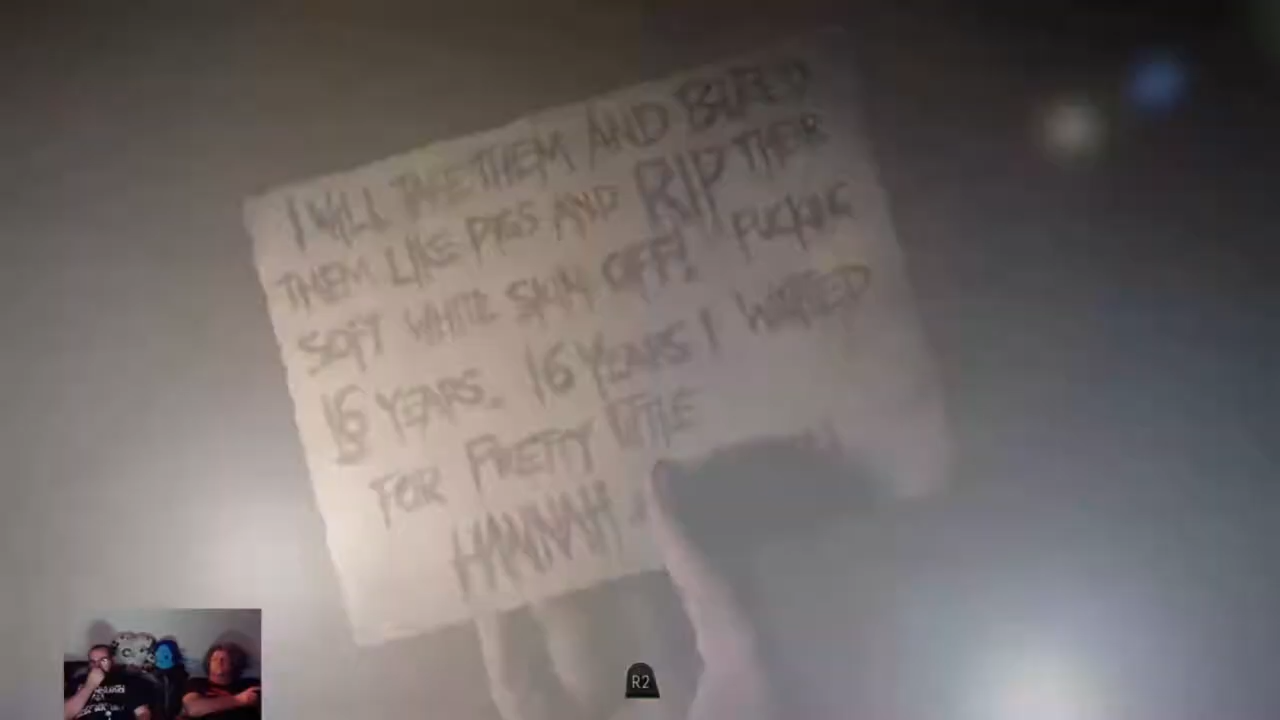 I WILL TAKE THEM AND
THEM LIKE PIGS AND RIP THEIR
SOFT WHITE SKIN OFF! FUCKING
16 YEARS. 16 YEARS I WAITED
FOR PRETTY LITTLE
HANNAH
R2